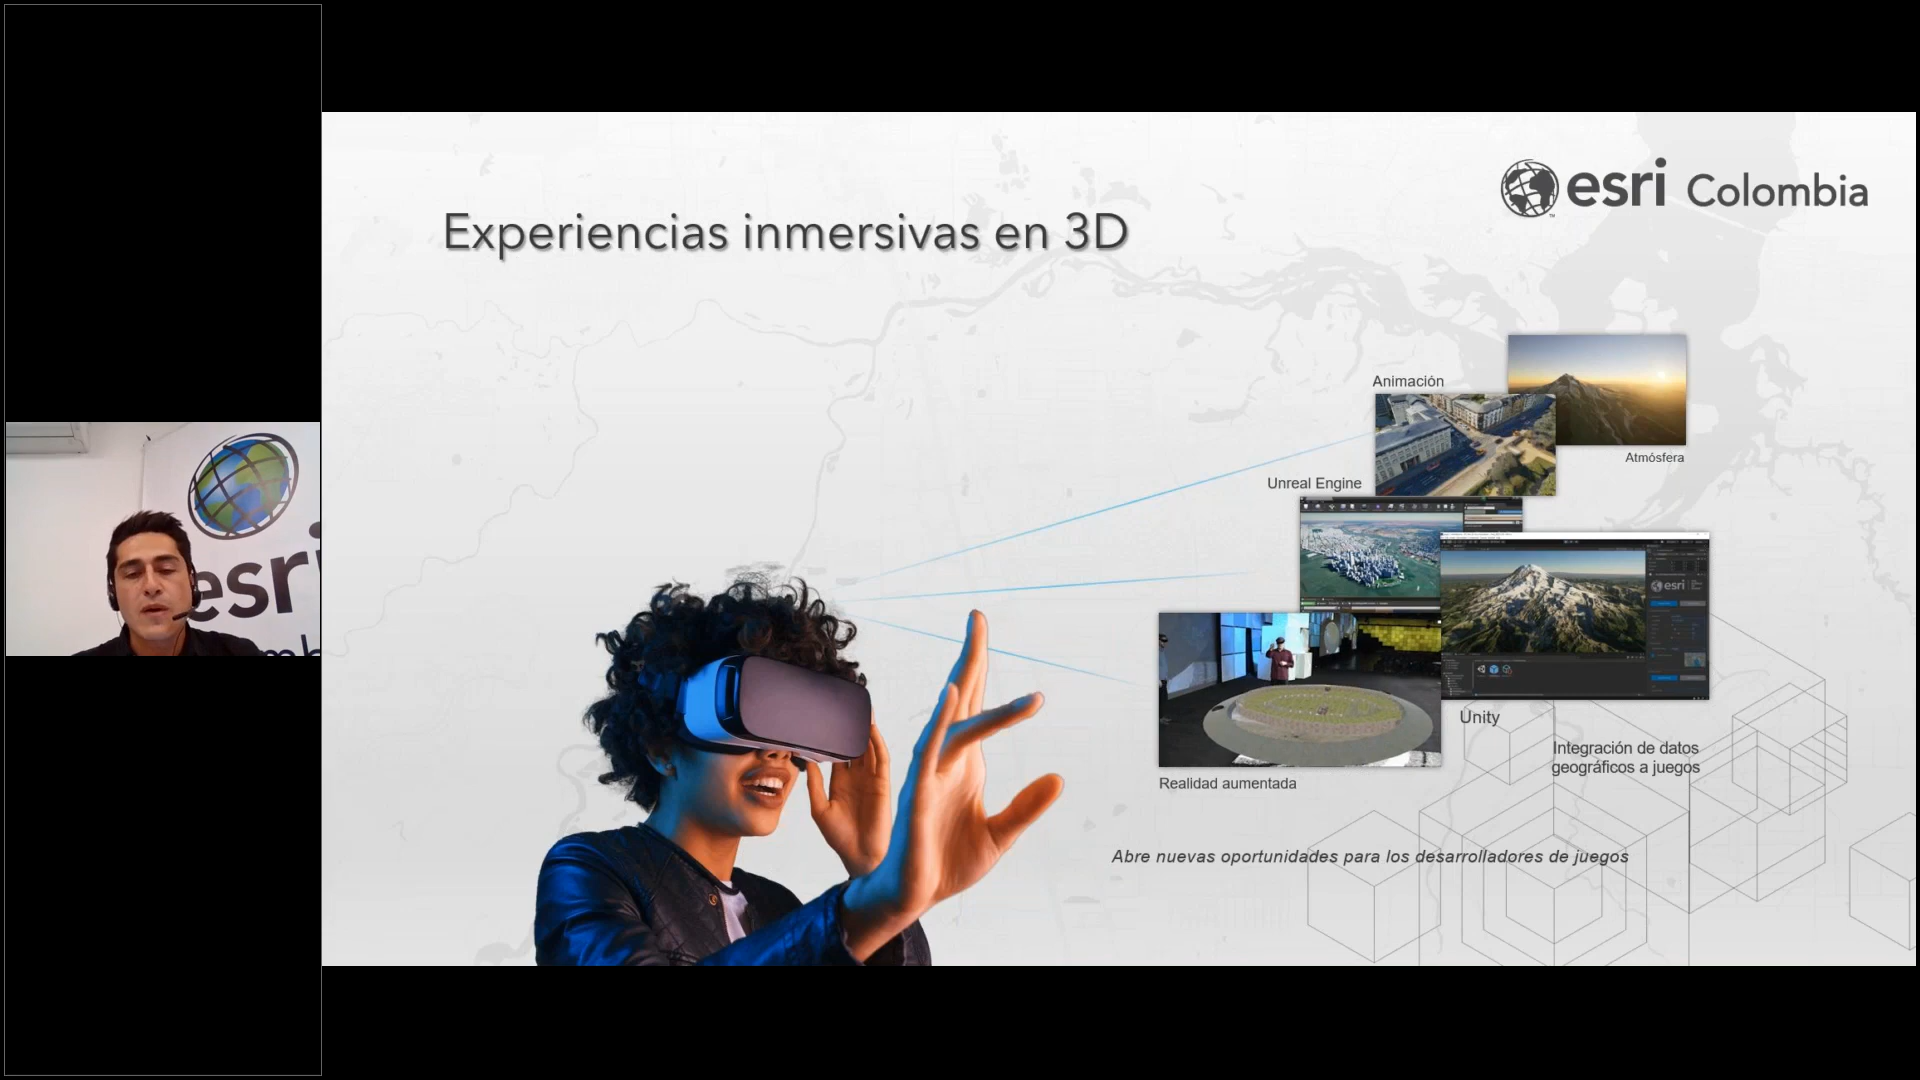 esri Colombia
Experiencias inmersivas en 3D
Animación
Atmósfera
Unreal Engine
esri
esri
Unity
Integración de datos
geográficos a juegos
Realidad aumentada
Abre nuevas oportunidades para los desarrolladores de juegos